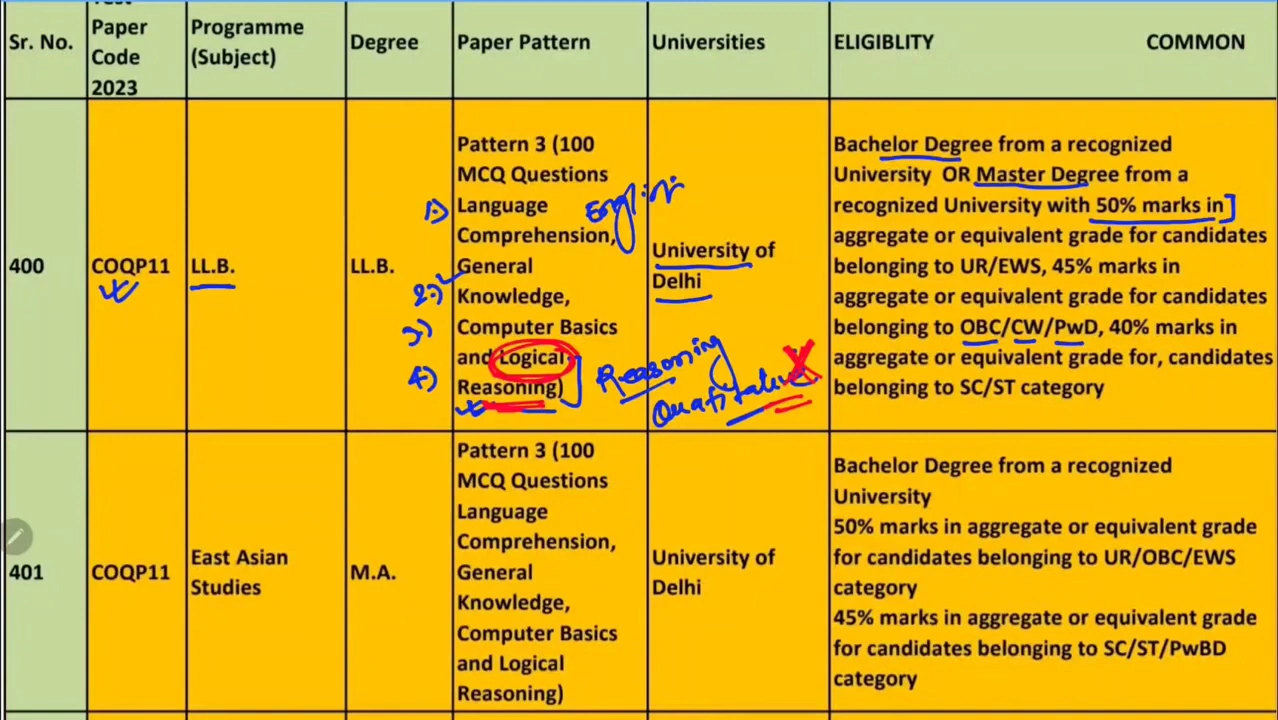 Test
Sr. No.
Paper
Code
2023
Programme
(Subject)
Degree
Paper Pattern
Universities
ELIGIBLITY COMMON
400
COQP11
LL.B.
LL.B.
Pattern 3 (100
MCQ Questions
1) Language
English
Comprehension,
2) General
Knowledge,
3) Computer Basics
4) and Logical
Reasoning)
Reasoning
Quatitative
University of
Delhi
Bachelor Degree from a recognized
University OR Master Degree from a
recognized University with 50% marks in]
aggregate or equivalent grade for candidates
belonging to UR/EWS, 45% marks in
aggregate or equivalent grade for candidates
belonging to OBC/CW/PwD, 40% marks in
aggregate or equivalent grade for, candidates
belonging to SC/ST category
401
COQP11
East Asian
Studies
M.A.
Pattern 3 (100
MCQ Questions
Language
Comprehension,
General
Knowledge,
Computer Basics
and Logical
Reasoning)
University of
Delhi
Bachelor Degree from a recognized
University
50% marks in aggregate or equivalent grade
for candidates belonging to UR/OBC/EWS
category
45% marks in aggregate or equivalent grade
for candidates belonging to SC/ST/PwBD
category